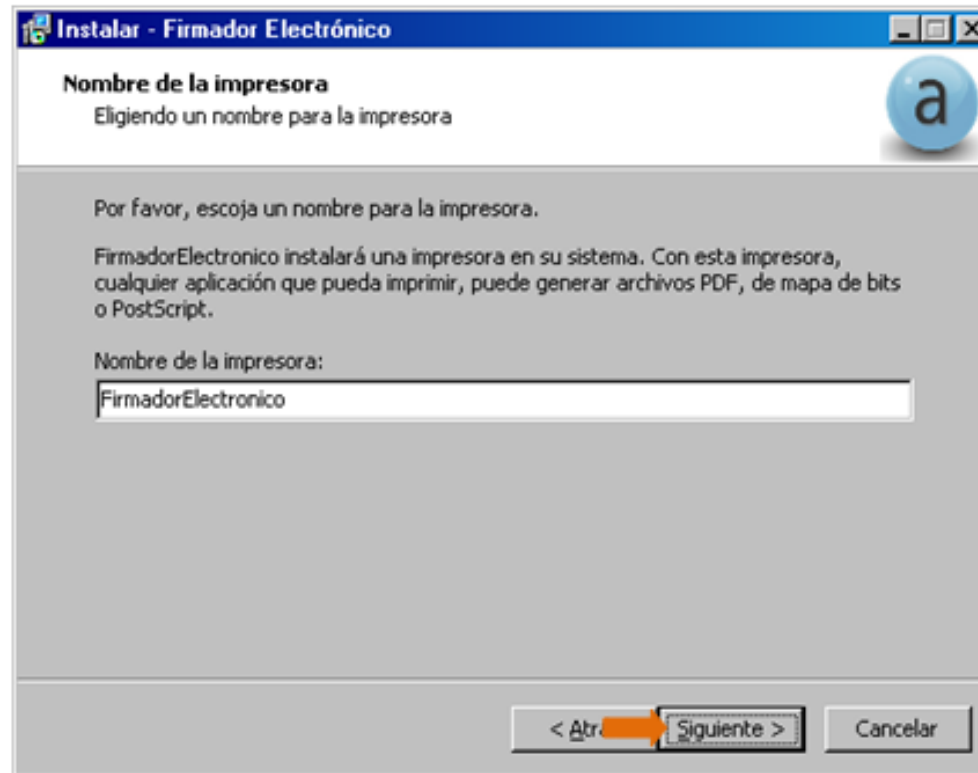 Instalar - Firmador Electrónico
Nombre de la impresora
Eligiendo un nombre para la impresora
a
Por favor, escoja un nombre para la impresora.
FirmadorElectronico instalará una impresora en su sistema. Con esta impresora,
cualquier aplicación que pueda imprimir, puede generar archivos PDF, de mapa de bits
o PostScript.
Nombre de la impresora:
FirmadorElectronico
< Atr Siguiente > Cancelar